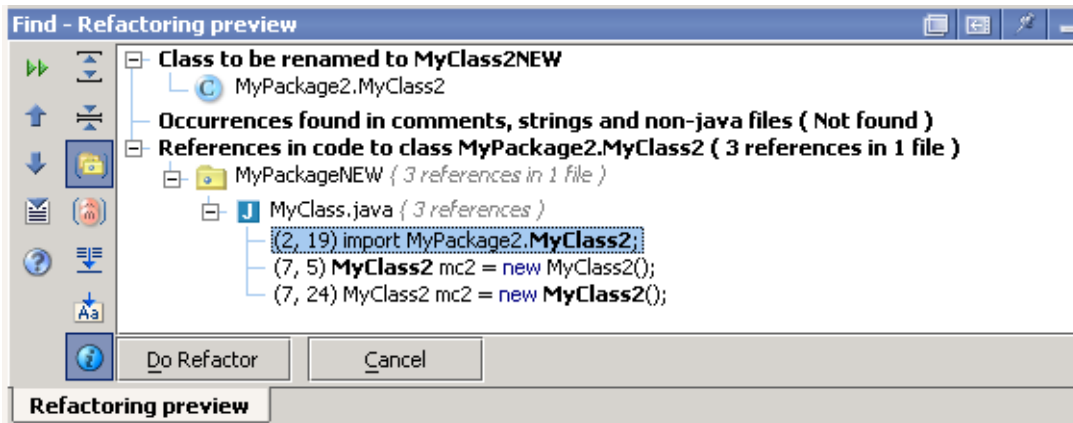 Find - Refactoring preview
Class to be renamed to MyClass2NEW
C MyPackage2.MyClass2
Occurrences found in comments, strings and non-java files ( Not found )
References in code to class MyPackage2.MyClass2 ( 3 references in 1 file )
MyPackageNEW ( 3 references in 1 file )
J MyClass.java ( 3 references )
(2, 19) import MyPackage2.MyClass2;
(7, 5) MyClass2 mc2 = new MyClass2();
(7, 24) MyClass2 mc2 = new MyClass2();
Aa
Do Refactor Cancel
Refactoring preview